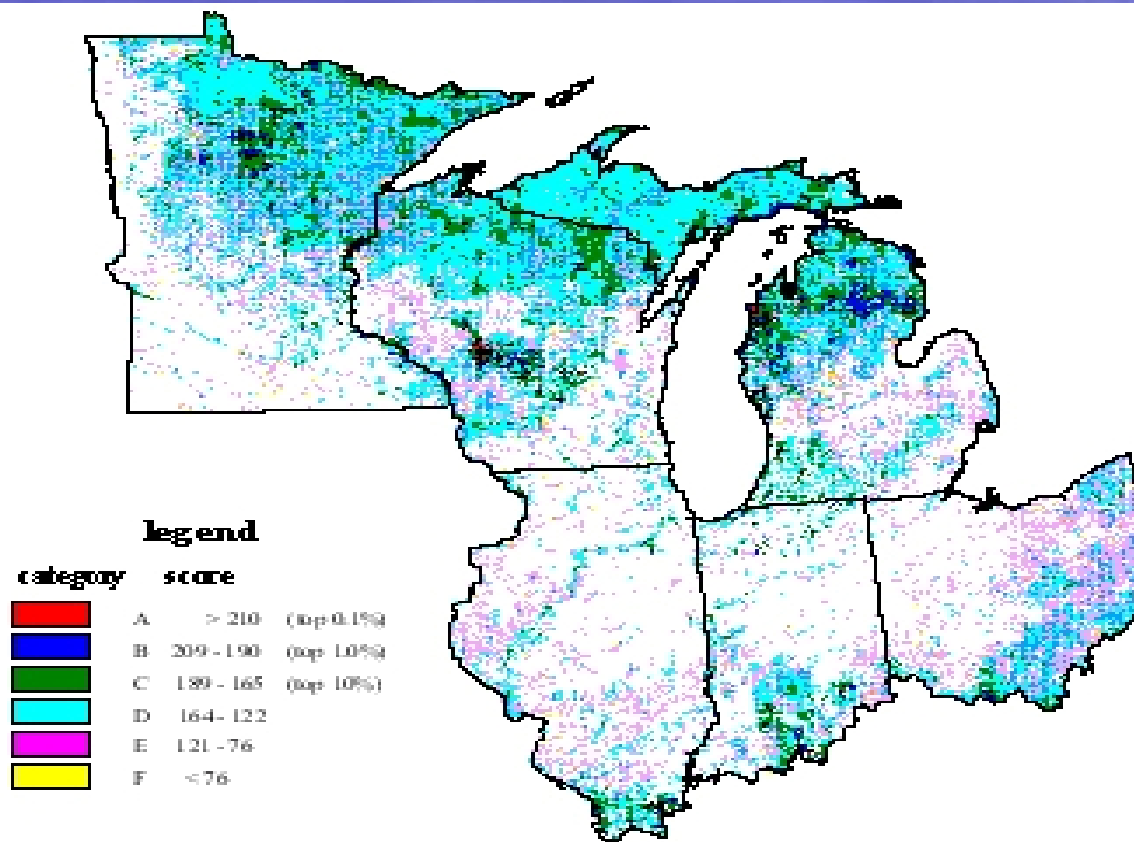 legend
category score
A > 210 (top 0.1%)
B 209 - 190 (top 1.0%)
C 189 - 165 (top 10%)
D 164 - 122
E 121 - 76
F < 76